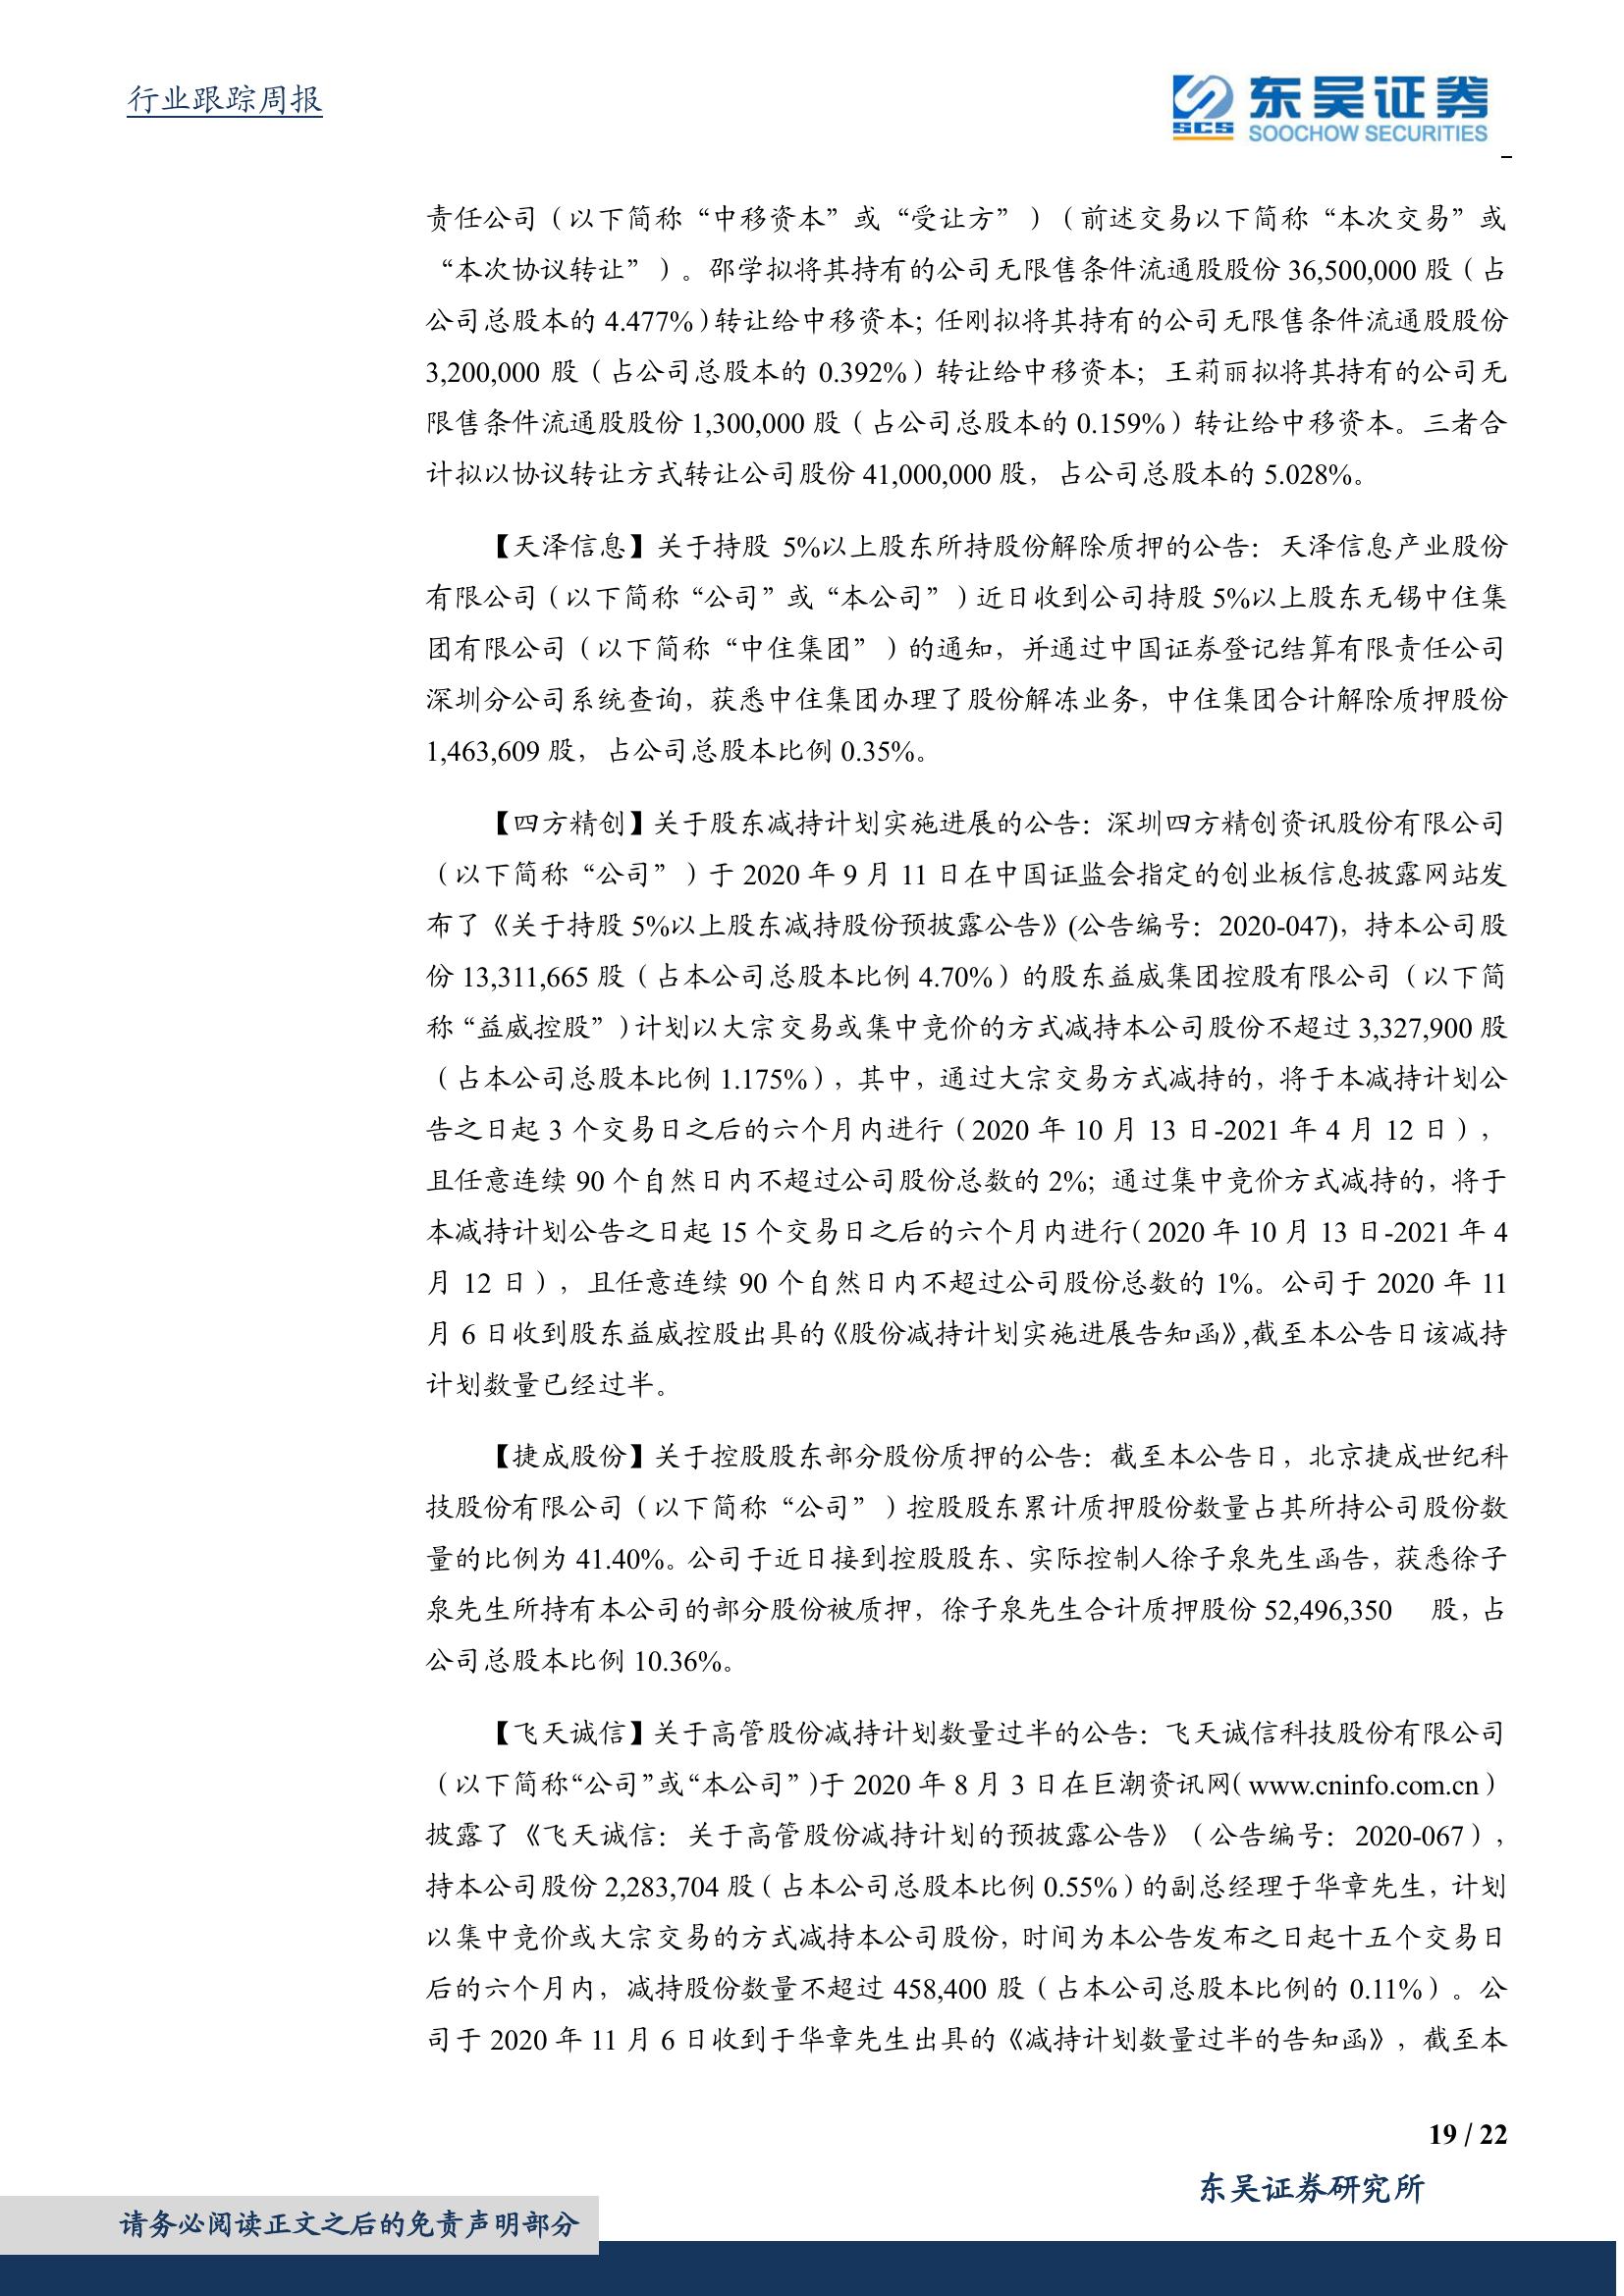 行业跟踪周报
SCS
东吴证券
SOOCHOW SECURITIES
责任公司（以下简称“中移资本”或“受让方”）（前述交易以下简称“本次交易”或
“本次协议转让”）。邵学拟将其持有的公司无限售条件流通股股份 36,500,000 股（占
公司总股本的 4.477%）转让给中移资本；任刚拟将其持有的公司无限售条件流通股股份
3,200,000 股（占公司总股本的 0.392%）转让给中移资本；王莉丽拟将其持有的公司无
限售条件流通股股份 1,300,000 股（占公司总股本的 0.159%）转让给中移资本。三者合
计拟以协议转让方式转让公司股份 41,000,000 股，占公司总股本的 5.028%。
【天泽信息】关于持股 5%以上股东所持股份解除质押的公告：天泽信息产业股份
有限公司（以下简称“公司”或“本公司”）近日收到公司持股 5%以上股东无锡中住集
团有限公司（以下简称“中住集团”）的通知，并通过中国证券登记结算有限责任公司
深圳分公司系统查询，获悉中住集团办理了股份解冻业务，中住集团合计解除质押股份
1,463,609 股，占公司总股本比例 0.35%。
【四方精创】关于股东减持计划实施进展的公告：深圳四方精创资讯股份有限公司
（以下简称“公司”）于 2020 年 9 月 11 日在中国证监会指定的创业板信息披露网站发
布了《关于持股 5%以上股东减持股份预披露公告》(公告编号：2020-047)，持本公司股
份 13,311,665 股（占本公司总股本比例 4.70%）的股东益威集团控股有限公司（以下简
称“益威控股”）计划以大宗交易或集中竞价的方式减持本公司股份不超过 3,327,900 股
（占本公司总股本比例 1.175%），其中，通过大宗交易方式减持的，将于本减持计划公
告之日起 3 个交易日之后的六个月内进行（2020 年 10 月 13 日-2021 年 4 月 12 日），
且任意连续 90 个自然日内不超过公司股份总数的 2%；通过集中竞价方式减持的，将于
本减持计划公告之日起 15 个交易日之后的六个月内进行（2020 年 10 月 13 日-2021 年 4
月 12 日），且任意连续 90 个自然日内不超过公司股份总数的 1%。公司于 2020 年 11
月 6 日收到股东益威控股出具的《股份减持计划实施进展告知函》,截至本公告日该减持
计划数量已经过半。
【捷成股份】关于控股股东部分股份质押的公告：截至本公告日，北京捷成世纪科
技股份有限公司（以下简称“公司”）控股股东累计质押股份数量占其所持公司股份数
量的比例为 41.40%。公司于近日接到控股股东、实际控制人徐子泉先生函告，获悉徐子
泉先生所持有本公司的部分股份被质押，徐子泉先生合计质押股份 52,496,350 股，占
公司总股本比例 10.36%。
【飞天诚信】关于高管股份减持计划数量过半的公告：飞天诚信科技股份有限公司
（以下简称“公司”或“本公司”）于 2020 年 8 月 3 日在巨潮资讯网（www.cninfo.com.cn）
披露了《飞天诚信：关于高管股份减持计划的预披露公告》（公告编号：2020-067），
持本公司股份 2,283,704 股（占本公司总股本比例 0.55%）的副总经理于华章先生，计划
以集中竞价或大宗交易的方式减持本公司股份，时间为本公告发布之日起十五个交易日
后的六个月内，减持股份数量不超过 458,400 股（占本公司总股本比例的 0.11%）。公
司于 2020 年 11 月 6 日收到于华章先生出具的《减持计划数量过半的告知函》，截至本
19 / 22
东吴证券研究所
请务必阅读正文之后的免责声明部分